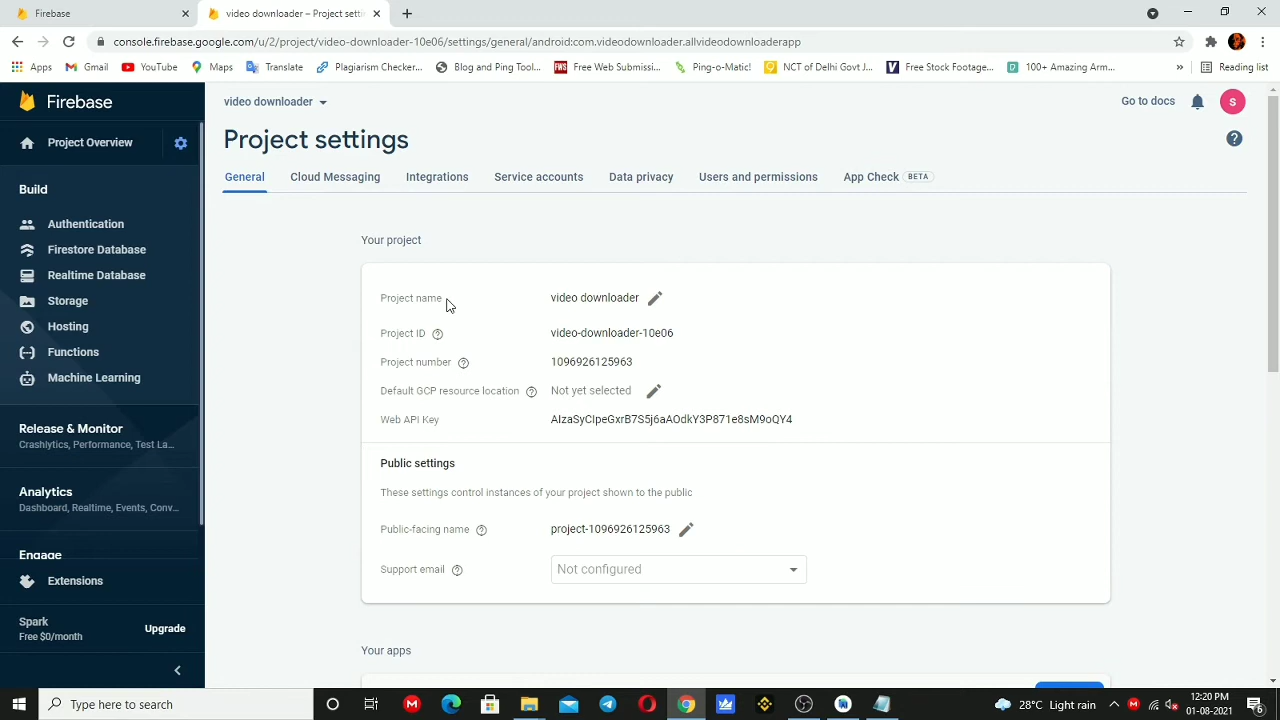 Firebase
video downloader – Project setti
console.firebase.google.com/u/2/project/video-downloader-10e06/settings/general/android:com.videodownloader.allvideodownloaderapp
Apps
Gmail
YouTube
Maps
Translate
Plagiarism Checker...
Blog and Ping Tool...
Free Web Submissi...
Ping-o-Matic!
NCT of Delhi Govt J...
Free Stock Footage...
100+ Amazing Arm...
»
Reading list
Firebase
Project Overview
Build
Authentication
Firestore Database
Realtime Database
Storage
Hosting
Functions
Machine Learning
Release & Monitor
Crashlytics, Performance, Test La...
Analytics
Dashboard, Realtime, Events, Conv...
Engage
Extensions
Spark
Free $0/month
Upgrade
video downloader
Go to docs
S
Project settings
General
Cloud Messaging
Integrations
Service accounts
Data privacy
Users and permissions
App Check BETA
Your project
Project name video downloader
Project ID video-downloader-10e06
Project number 1096926125963
Default GCP resource location Not yet selected
Web API Key AIzaSyCIpeGxrB7S5j6aAOdkY3P871e8sM9oQY4
Public settings
These settings control instances of your project shown to the public
Public-facing name project-1096926125963
Support email Not configured
Your apps
Type here to search
28°C Light rain
12:20 PM
01-08-2021